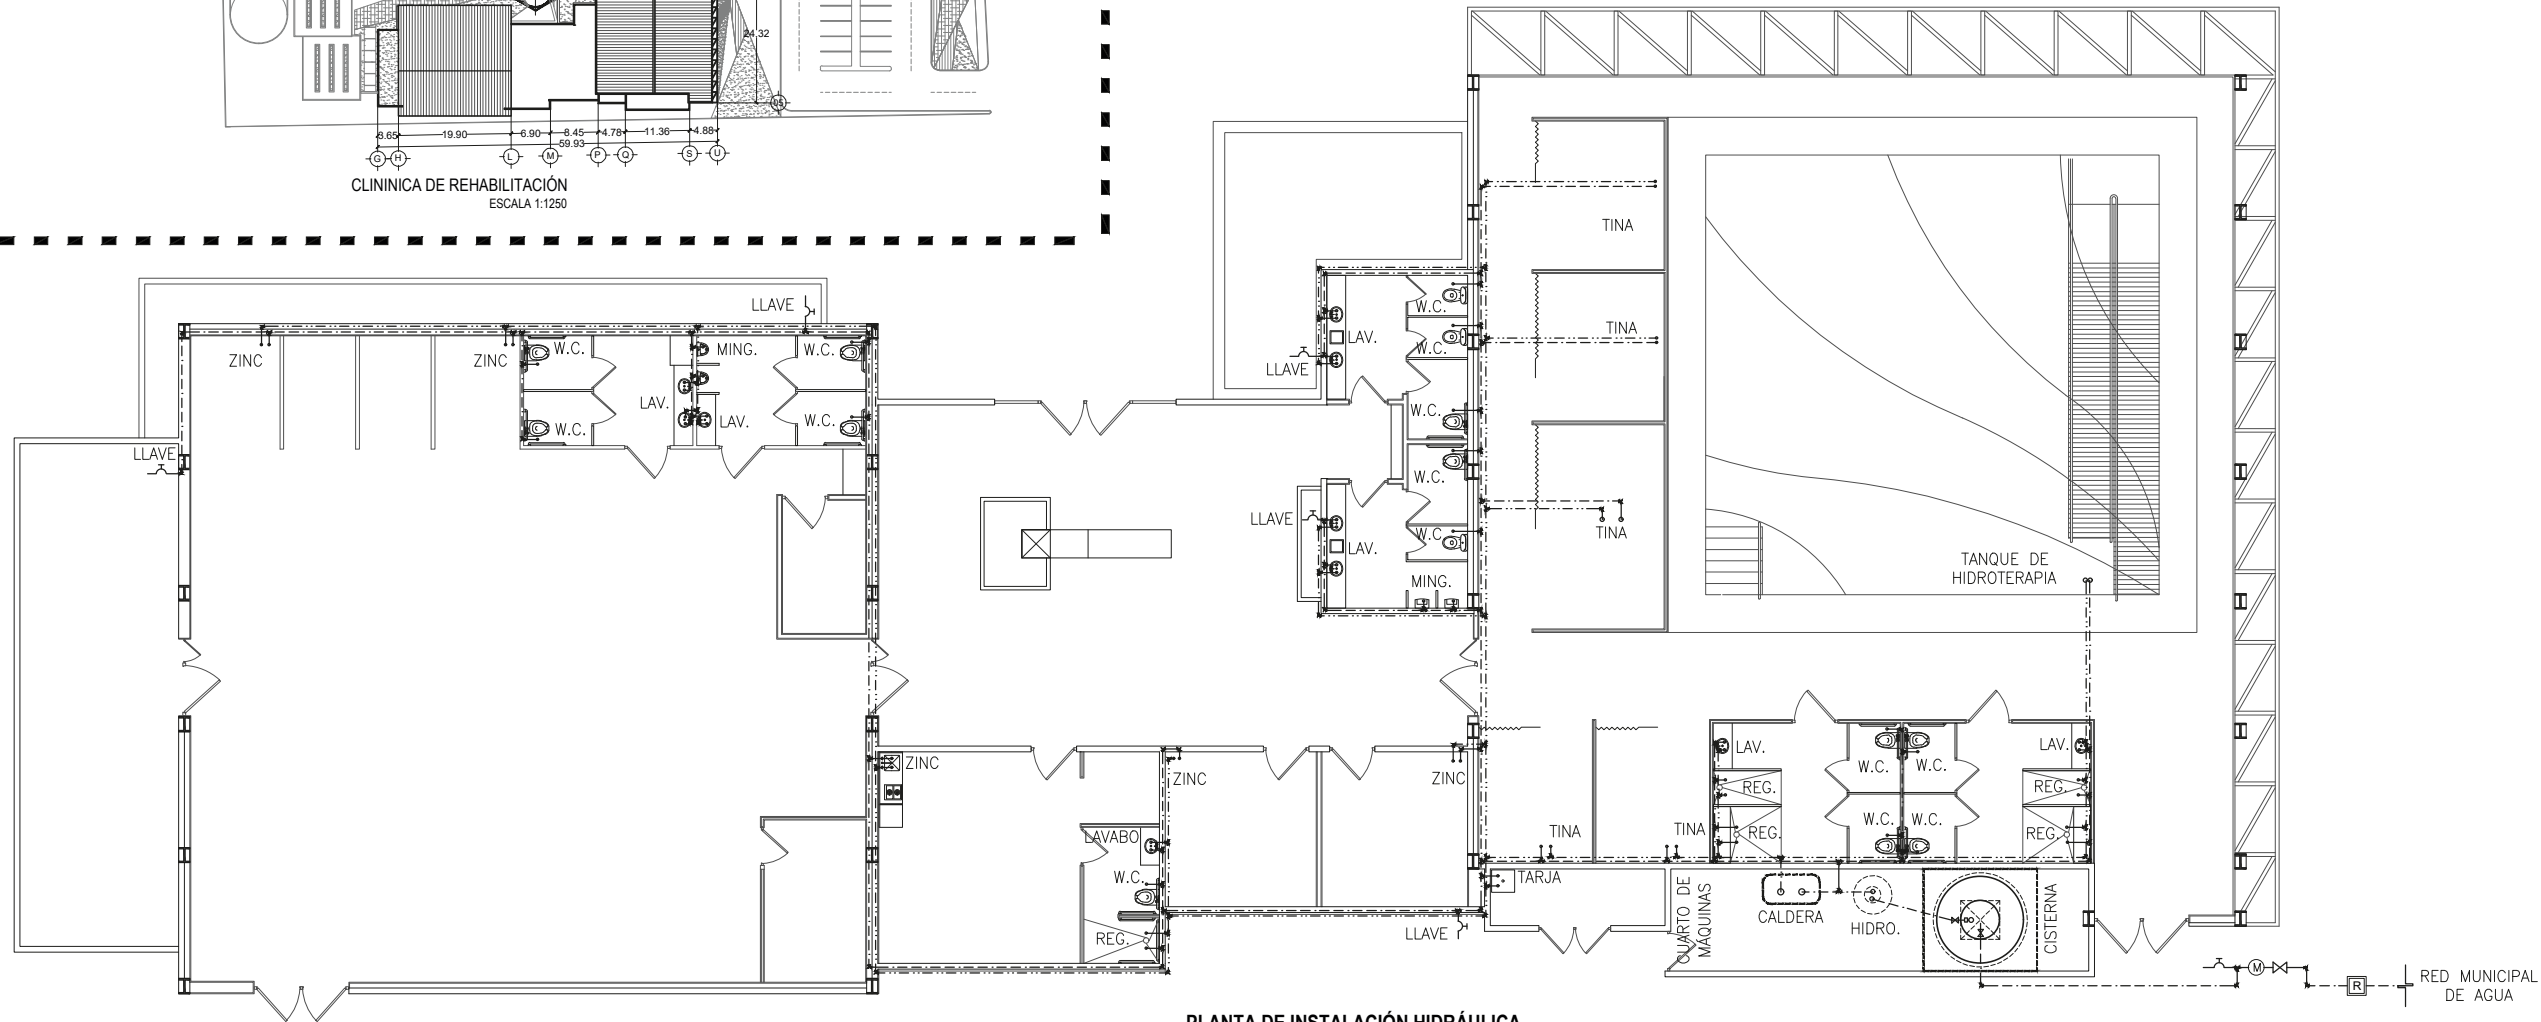 24.32
05
3.65
19.90
6.90
8.45
4.78
11.36
4.88
59.93
G
H
L
M
P
Q
S
U
CLININICA DE REHABILITACIÓN
ESCALA 1:1250
LLAVE
ZINC
ZINC
W.C.
MING.
W.C.
LAV.
LAV.
W.C.
W.C.
LLAVE
TINA
W.C.
LAV.
W.C.
TINA
LLAVE
W.C.
W.C.
LLAVE
LAV.
W.C.
TINA
MING.
TANQUE DE
HIDROTERAPIA
ZINC
ZINC
ZINC
LAV.
LAV.
W.C.
W.C.
REG.
REG.
TINA
TINA
REG.
W.C.
W.C.
REG.
LAVABO
W.C.
TARJA
REG.
LLAVE
CUARTO DE
MÁQUINAS
CALDERA
HIDRO.
CISTERNA
M
R
RED MUNICIPAL
DE AGUA
PLANTA DE INSTALACIÓN HIDRÁULICA